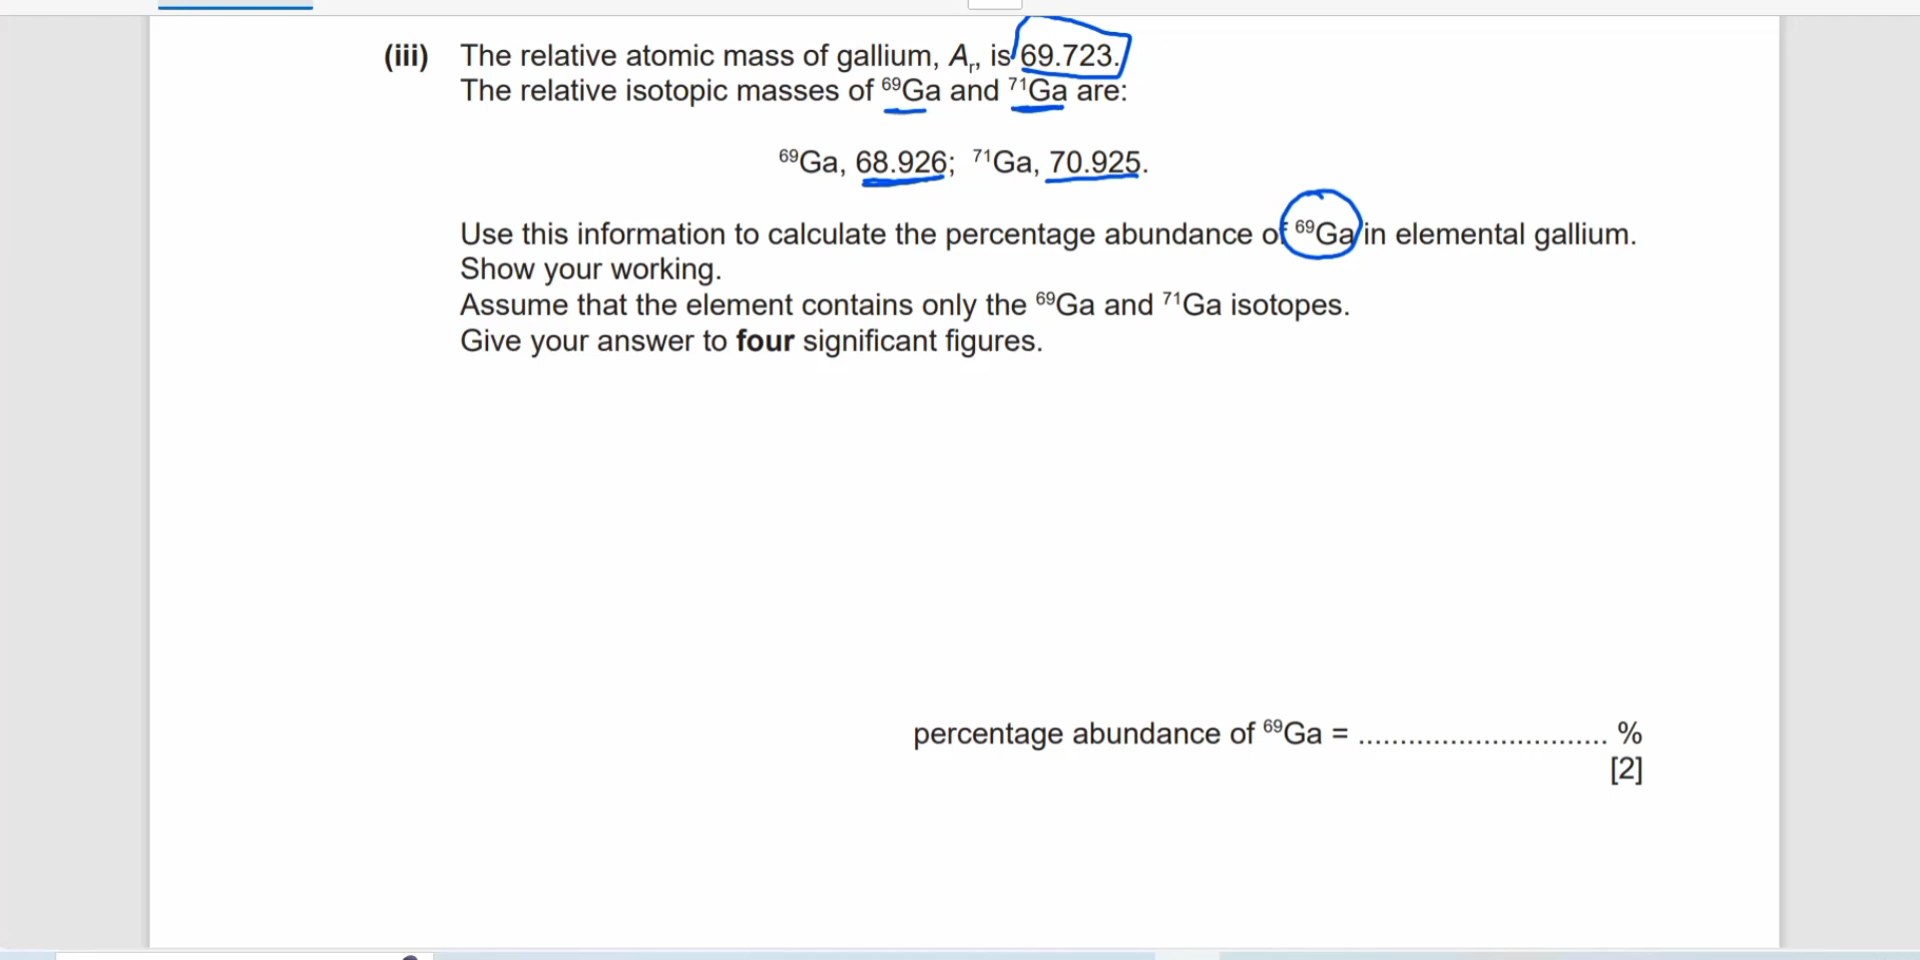 (iii) The relative atomic mass of gallium, Ar, is 69.723.
The relative isotopic masses of ⁶⁹Ga and ⁷¹Ga are:
⁶⁹Ga, 68.926; ⁷¹Ga, 70.925.
Use this information to calculate the percentage abundance of ⁶⁹Ga in elemental gallium.
Show your working.
Assume that the element contains only the ⁶⁹Ga and ⁷¹Ga isotopes.
Give your answer to four significant figures.
percentage abundance of ⁶⁹Ga = .............................. %
[2]